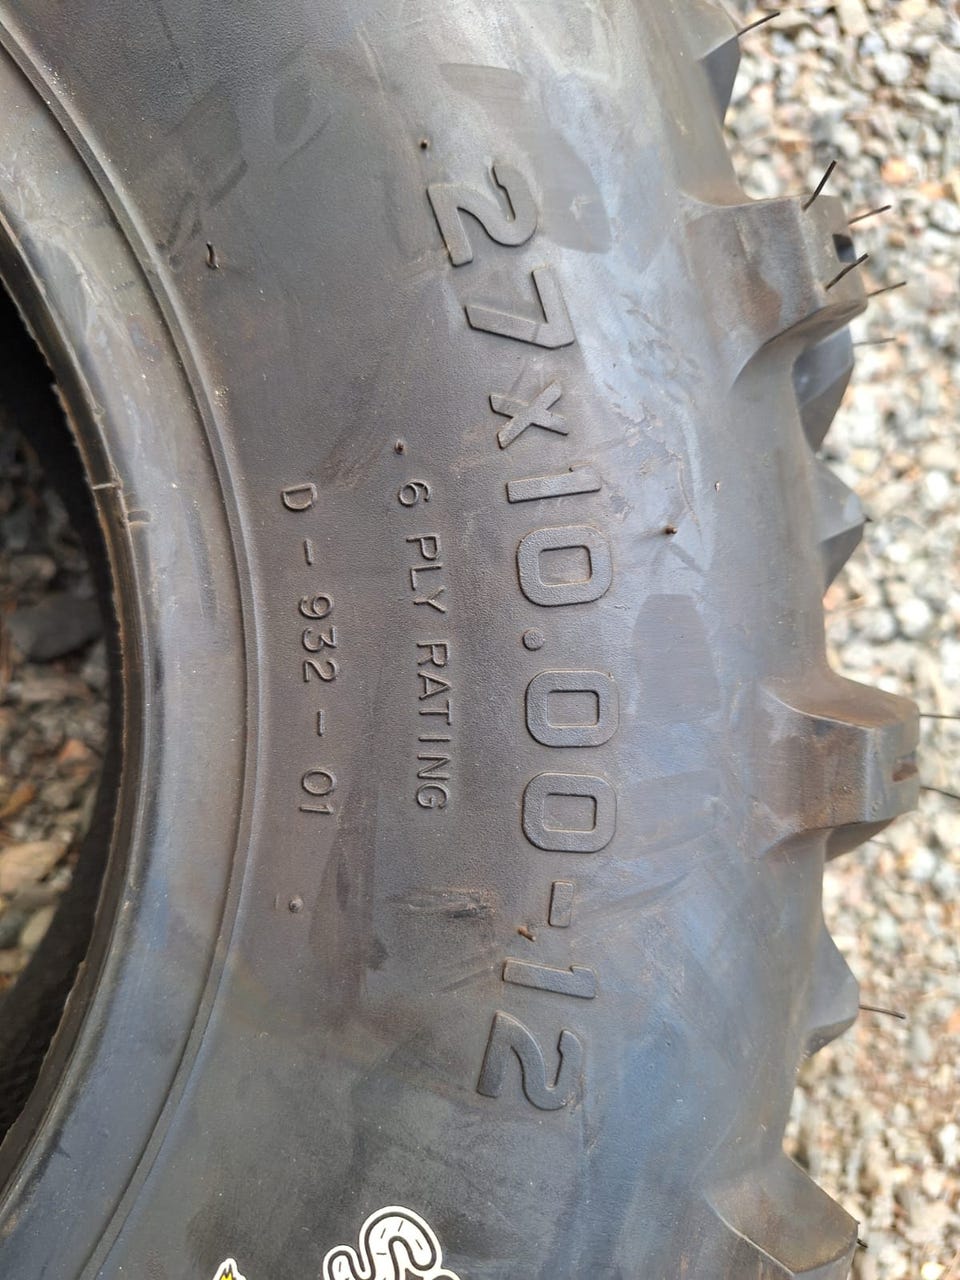 27x10.00-12
6 PLY RATING
D - 932 - 01